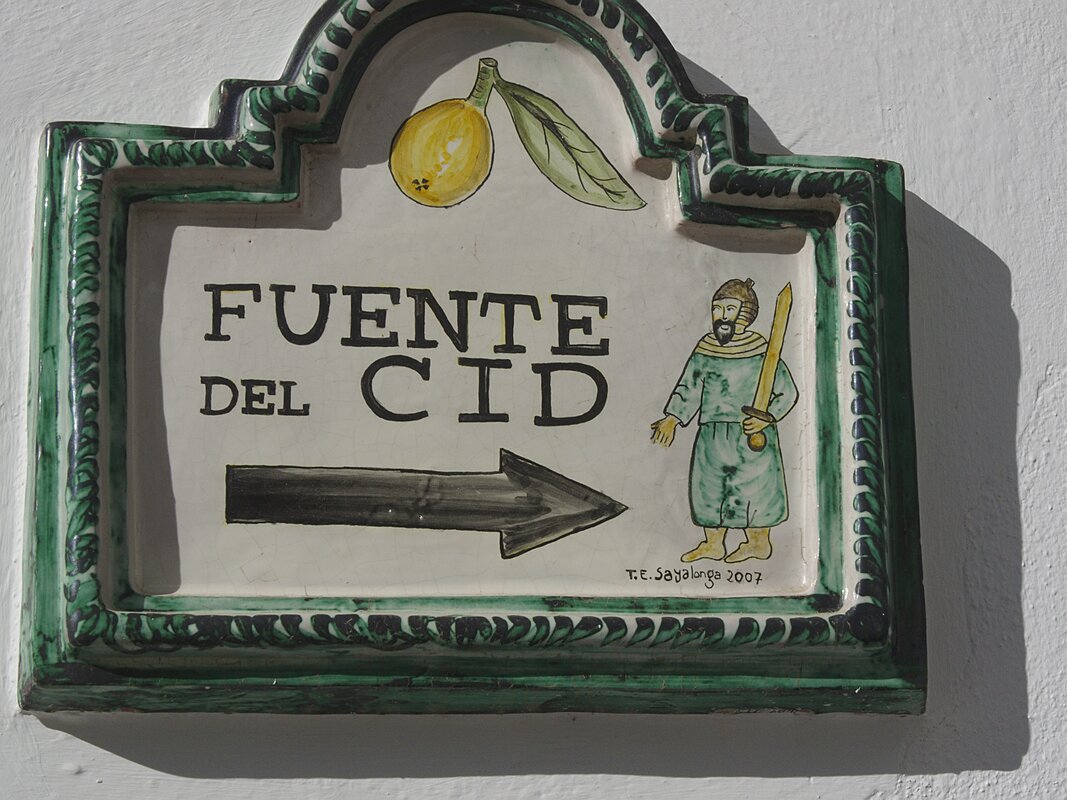 FUENTE
DEL CID
T.E. Sayalonga 2007